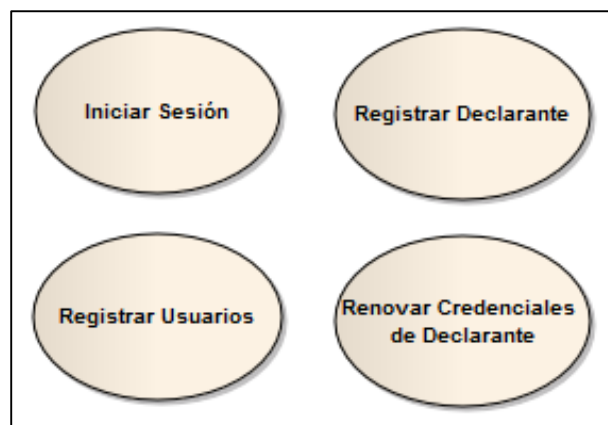 Iniciar Sesión
Registrar Declarante
Registrar Usuarios
Renovar Credenciales
de Declarante